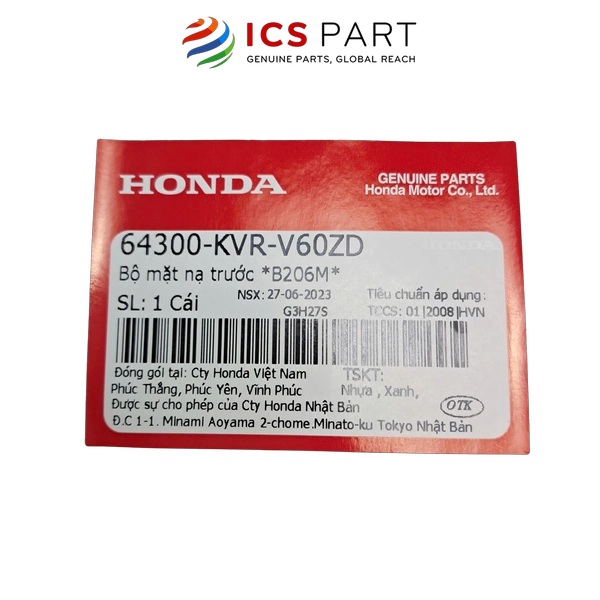 ICS PART
GENUINE PARTS, GLOBAL REACH
HONDA
GENUINE PARTS
Honda Motor Co., Ltd.
64300-KVR-V60ZD
Bộ mặt nạ trước *B206M*
SL: 1 Cái
NSX: 27-06-2023
G3H27S
Tiêu chuẩn áp dụng:
TCCS: 01|2008|HVN
Đóng gói tại: Cty Honda Việt Nam
Phúc Thắng, Phúc Yên, Vĩnh Phúc
Được sự cho phép của Cty Honda Nhật Bản
Đ.C 1-1. Minami Aoyama 2-chome.Minato-ku Tokyo Nhật Bản
TSKT:
Nhựa , Xanh,
OTK